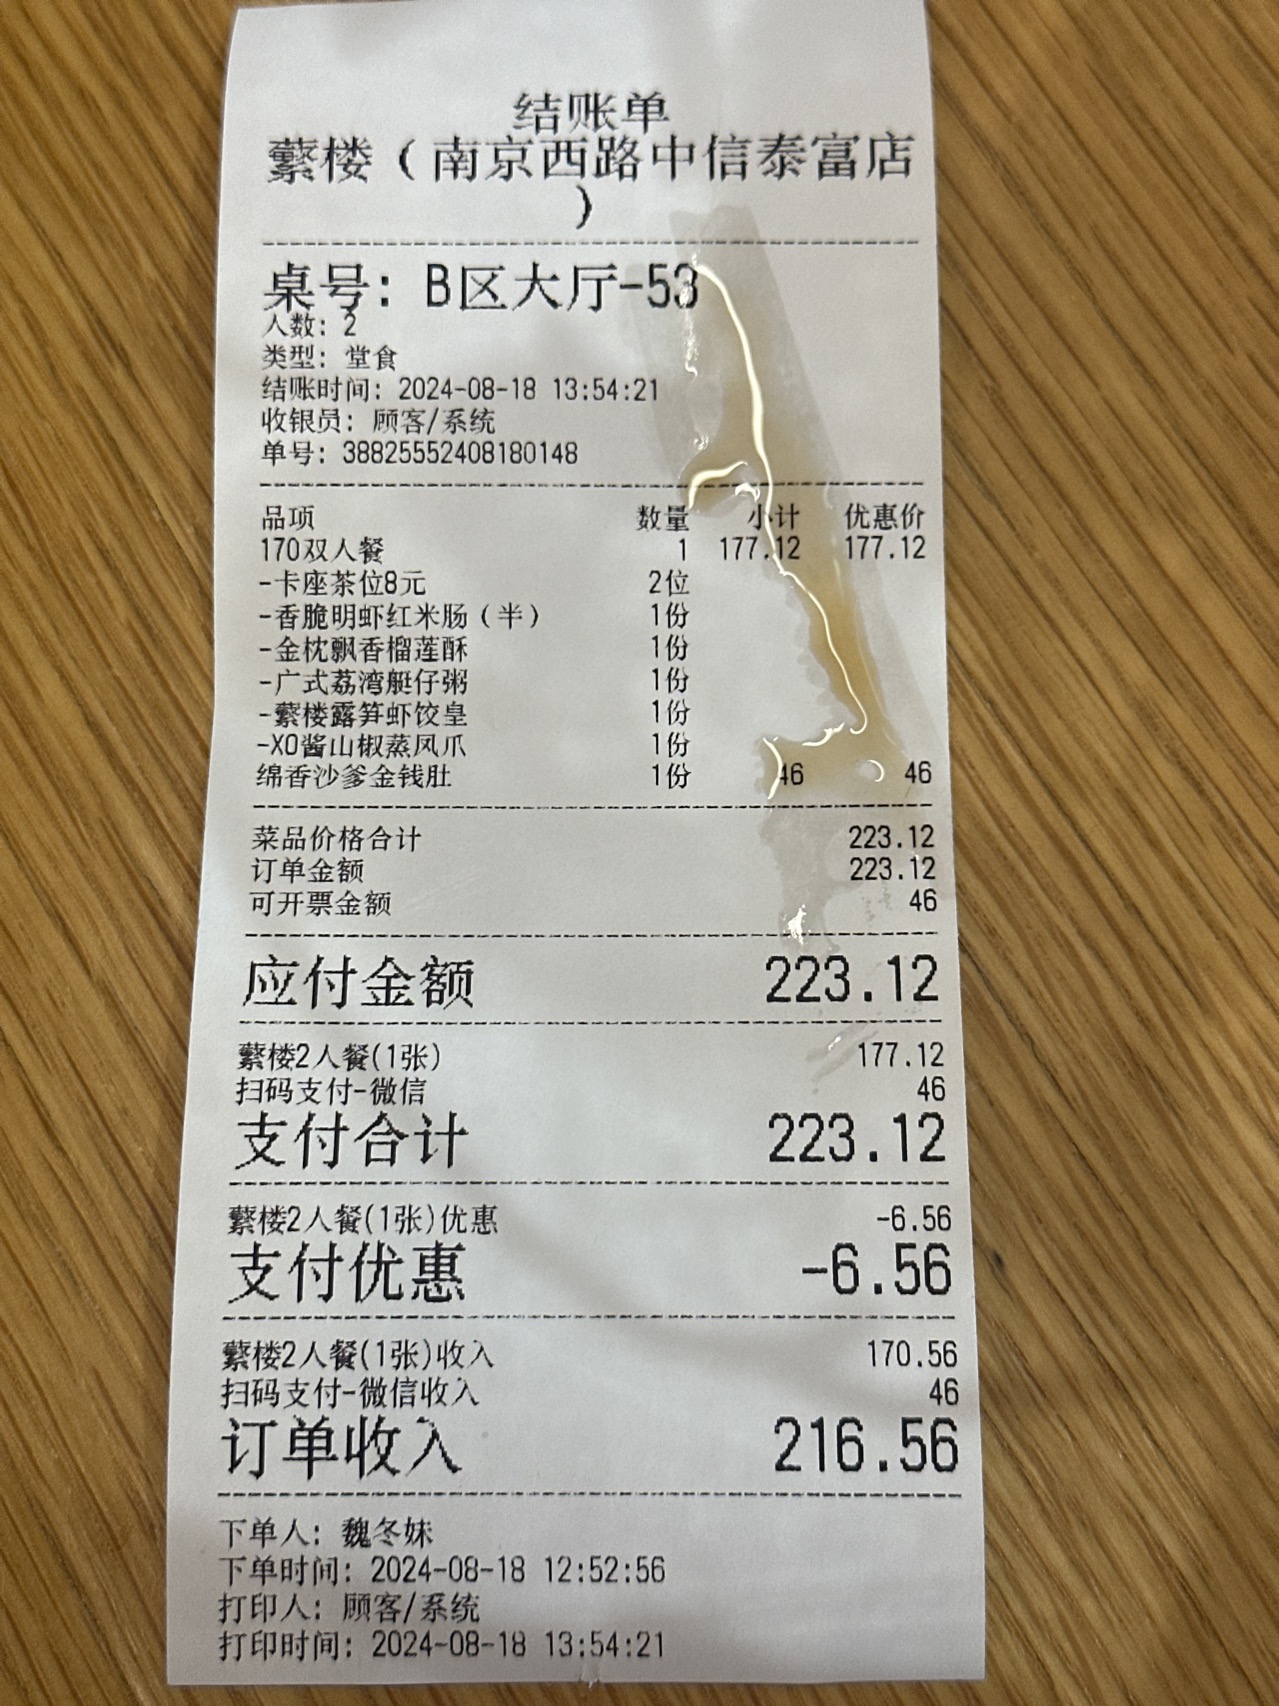 结账单
蘩楼（南京西路中信泰富店
）
桌号：B区大厅-53
人数：2
类型：堂食
结账时间：2024-08-18 13:54:21
收银员：顾客/系统
单号：38825552408180148
品项 数量 小计 优惠价
170双人餐 1 177.12 177.12
-卡座茶位8元 2位
-香脆明虾红米肠（半） 1份
-金枕飘香榴莲酥 1份
-广式荔湾艇仔粥 1份
-蘩楼露笋虾饺皇 1份
-XO酱山椒蒸凤爪 1份
绵香沙爹金钱肚 1份 46 46
菜品价格合计 223.12
订单金额 223.12
可开票金额 46
应付金额 223.12
蘩楼2人餐(1张) 177.12
扫码支付-微信 46
支付合计 223.12
蘩楼2人餐(1张)优惠 -6.56
支付优惠 -6.56
蘩楼2人餐(1张)收入 170.56
扫码支付-微信收入 46
订单收入 216.56
下单人：魏冬妹
下单时间：2024-08-18 12:52:56
打印人：顾客/系统
打印时间：2024-08-18 13:54:21